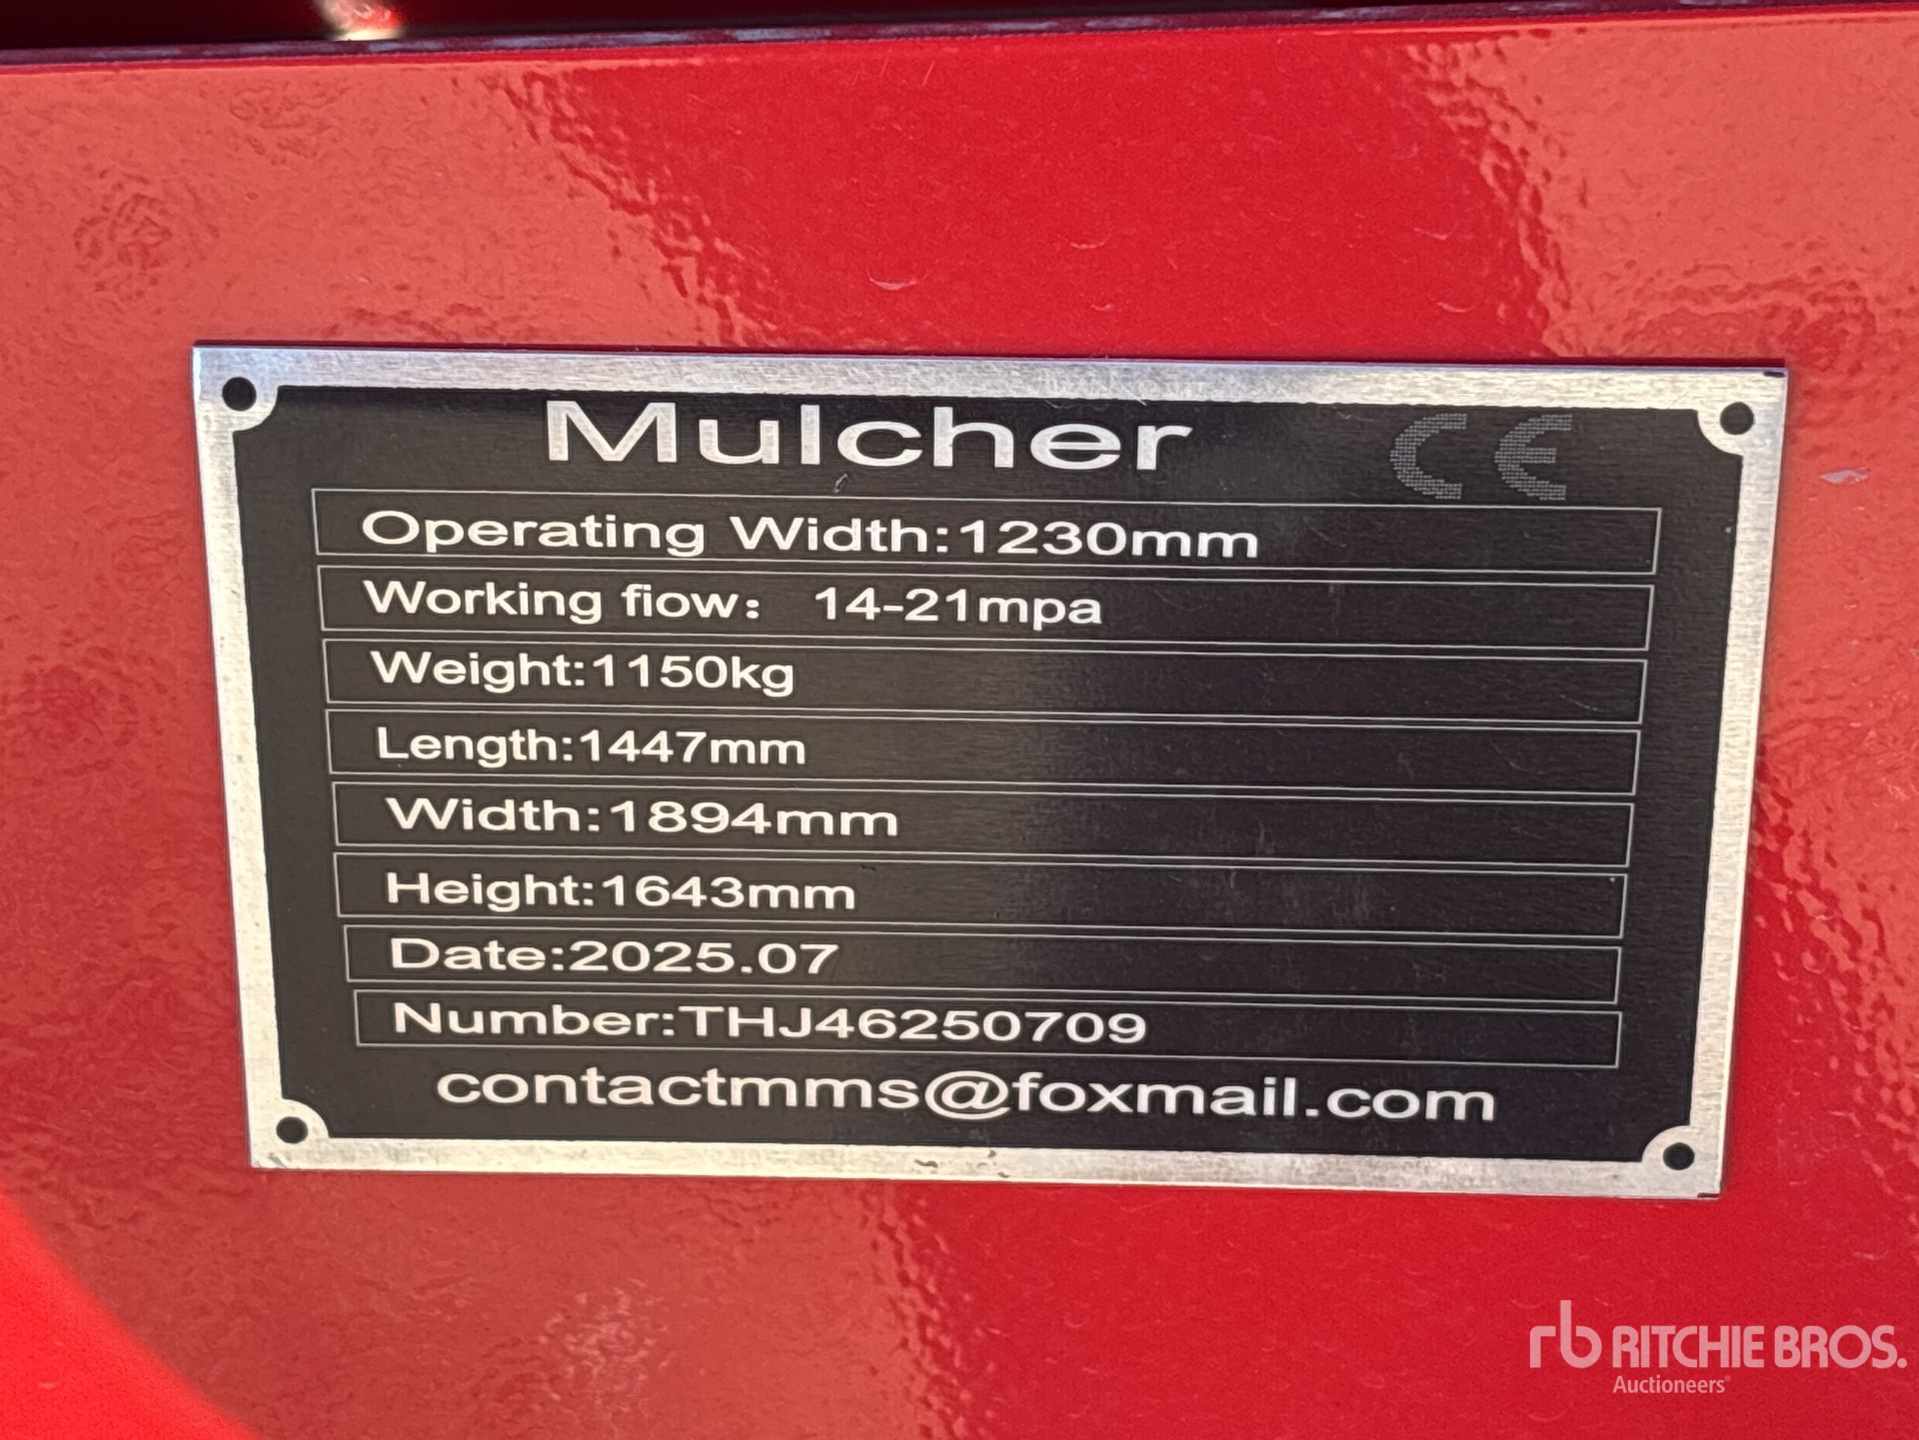 Mulcher CE
Operating Width:1230mm
Working fiow： 14-21mpa
Weight:1150kg
Length:1447mm
Width:1894mm
Height:1643mm
Date:2025.07
Number:THJ46250709
contactmms@foxmail.com
rb RITCHIE BROS.
Auctioneers®